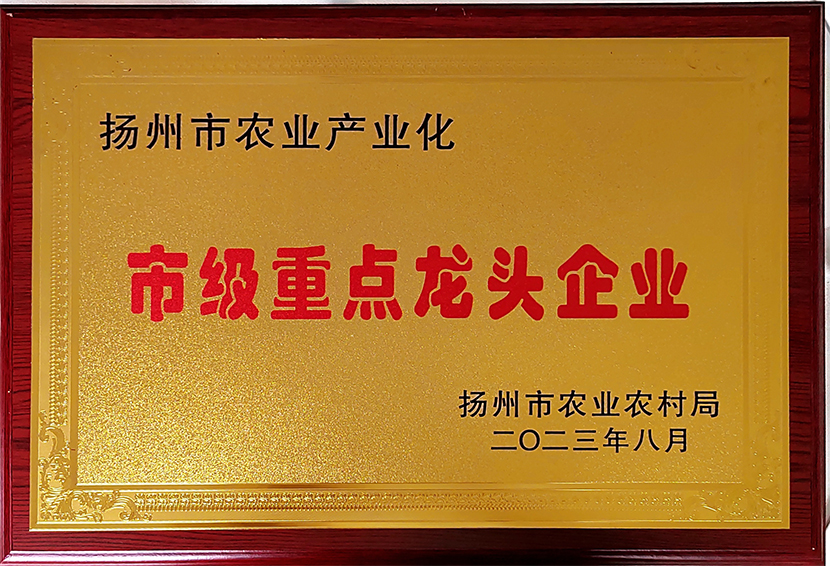 扬州市农业产业化
市级重点龙头企业
扬州市农业农村局
二〇二三年八月